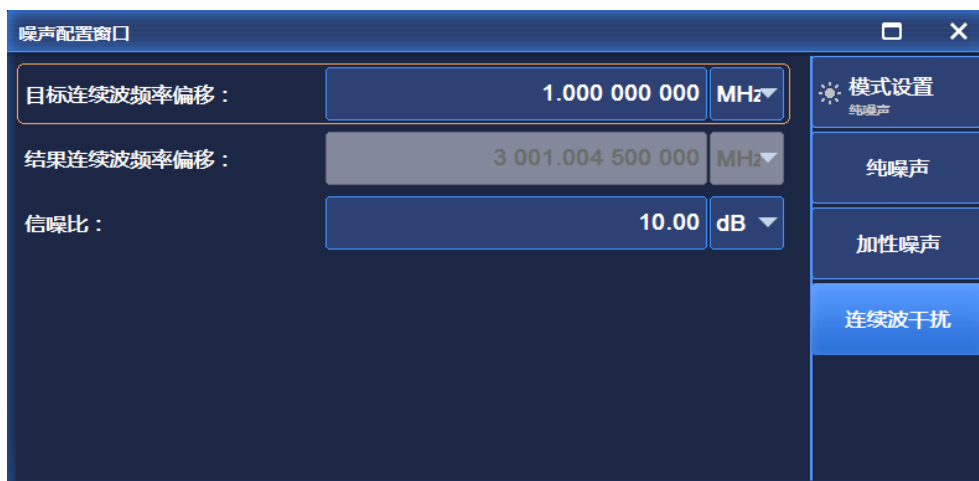 噪声配置窗口
目标连续波频率偏移： 1.000 000 000 MHz
模式设置
纯噪声
结果连续波频率偏移： 3 001.004 500 000 MHz
纯噪声
信噪比： 10.00 dB
加性噪声
连续波干扰